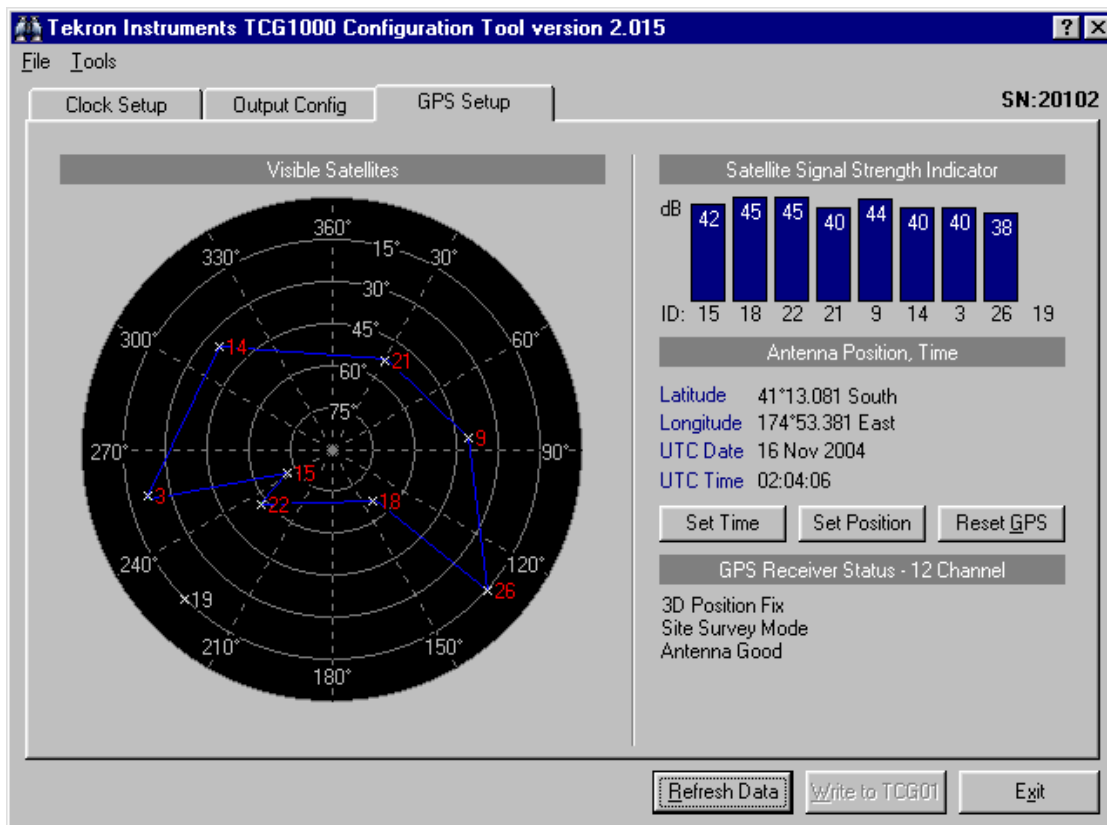 Tekron Instruments TCG1000 Configuration Tool version 2.015
File Tools
Clock Setup Output Config GPS Setup SN:20102
Visible Satellites
360°
330° 15° 30°
30°
300° 45° 60°
14 21
60°
75°
9
270° 90°
15
3 22 18
240° 120°
26
19
210° 150°
180°
Satellite Signal Strength Indicator
dB 42 45 45 40 44 40 40 38
ID: 15 18 22 21 9 14 3 26 19
Antenna Position, Time
Latitude 41°13.081 South
Longitude 174°53.381 East
UTC Date 16 Nov 2004
UTC Time 02:04:06
Set Time Set Position Reset GPS
GPS Receiver Status - 12 Channel
3D Position Fix
Site Survey Mode
Antenna Good
Refresh Data Write to TCG01 Exit